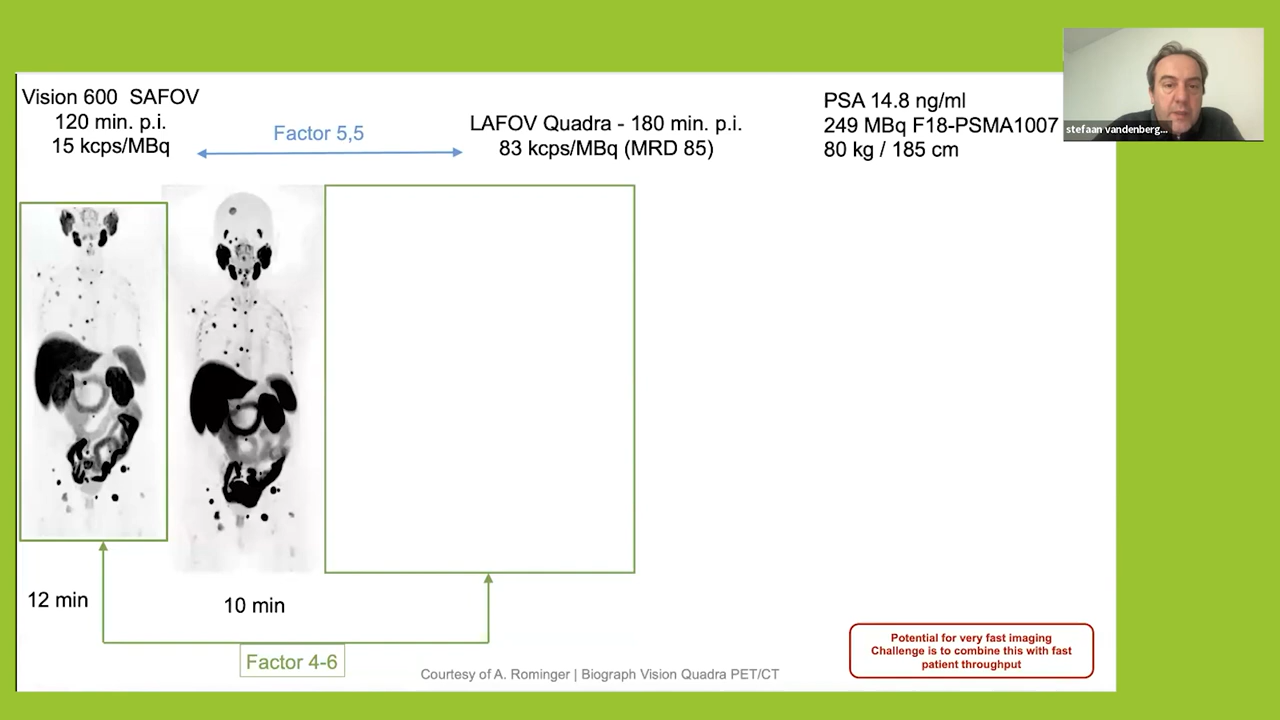 Vision 600 SAFOV
120 min. p.i.
15 kcps/MBq
Factor 5,5
LAFOV Quadra - 180 min. p.i.
83 kcps/MBq (MRD 85)
PSA 14.8 ng/ml
249 MBq F18-PSMA1007
80 kg / 185 cm
stefaan vandenberg...
12 min
10 min
Factor 4-6
Potential for very fast imaging
Challenge is to combine this with fast
patient throughput
Courtesy of A. Rominger | Biograph Vision Quadra PET/CT